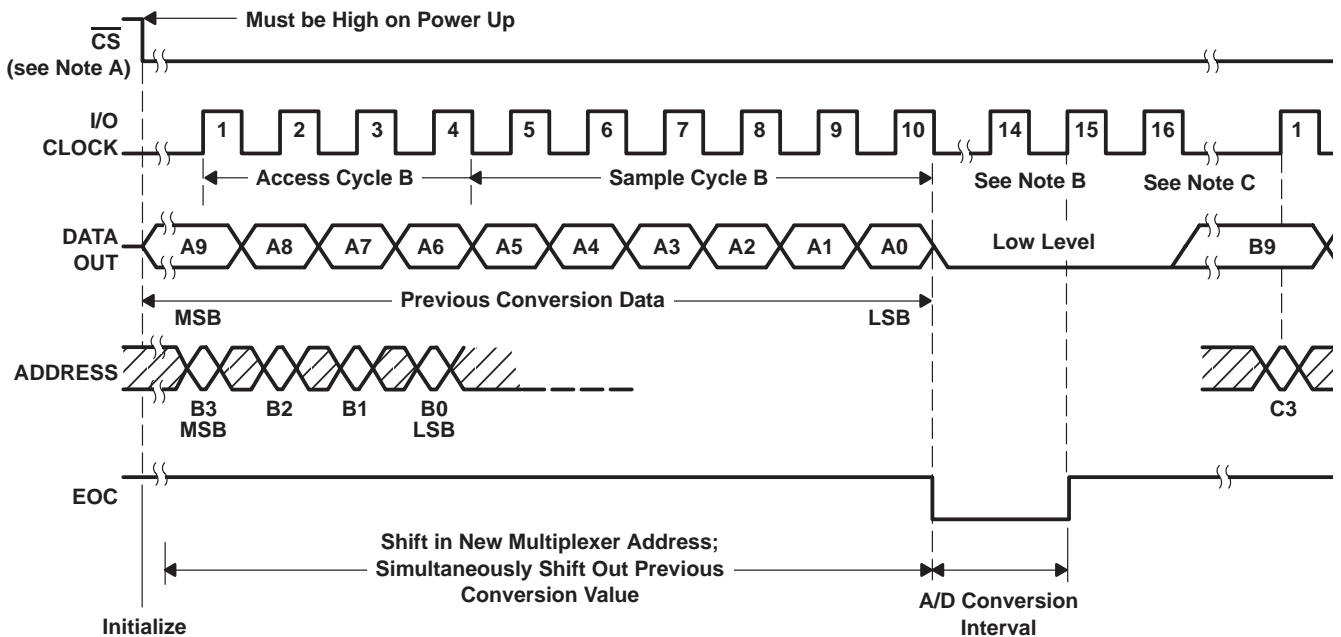 Must be High on Power Up
CS
(see Note A)
I/O
CLOCK
1 2 3 4 5 6 7 8 9 10 14 15 16 1
Access Cycle B
Sample Cycle B
See Note B
See Note C
DATA
OUT
A9 A8 A7 A6 A5 A4 A3 A2 A1 A0
Low Level
B9
Previous Conversion Data
MSB
LSB
ADDRESS
B3 B2 B1 B0
MSB LSB
C3
EOC
Shift in New Multiplexer Address;
Simultaneously Shift Out Previous
Conversion Value
A/D Conversion
Interval
Initialize